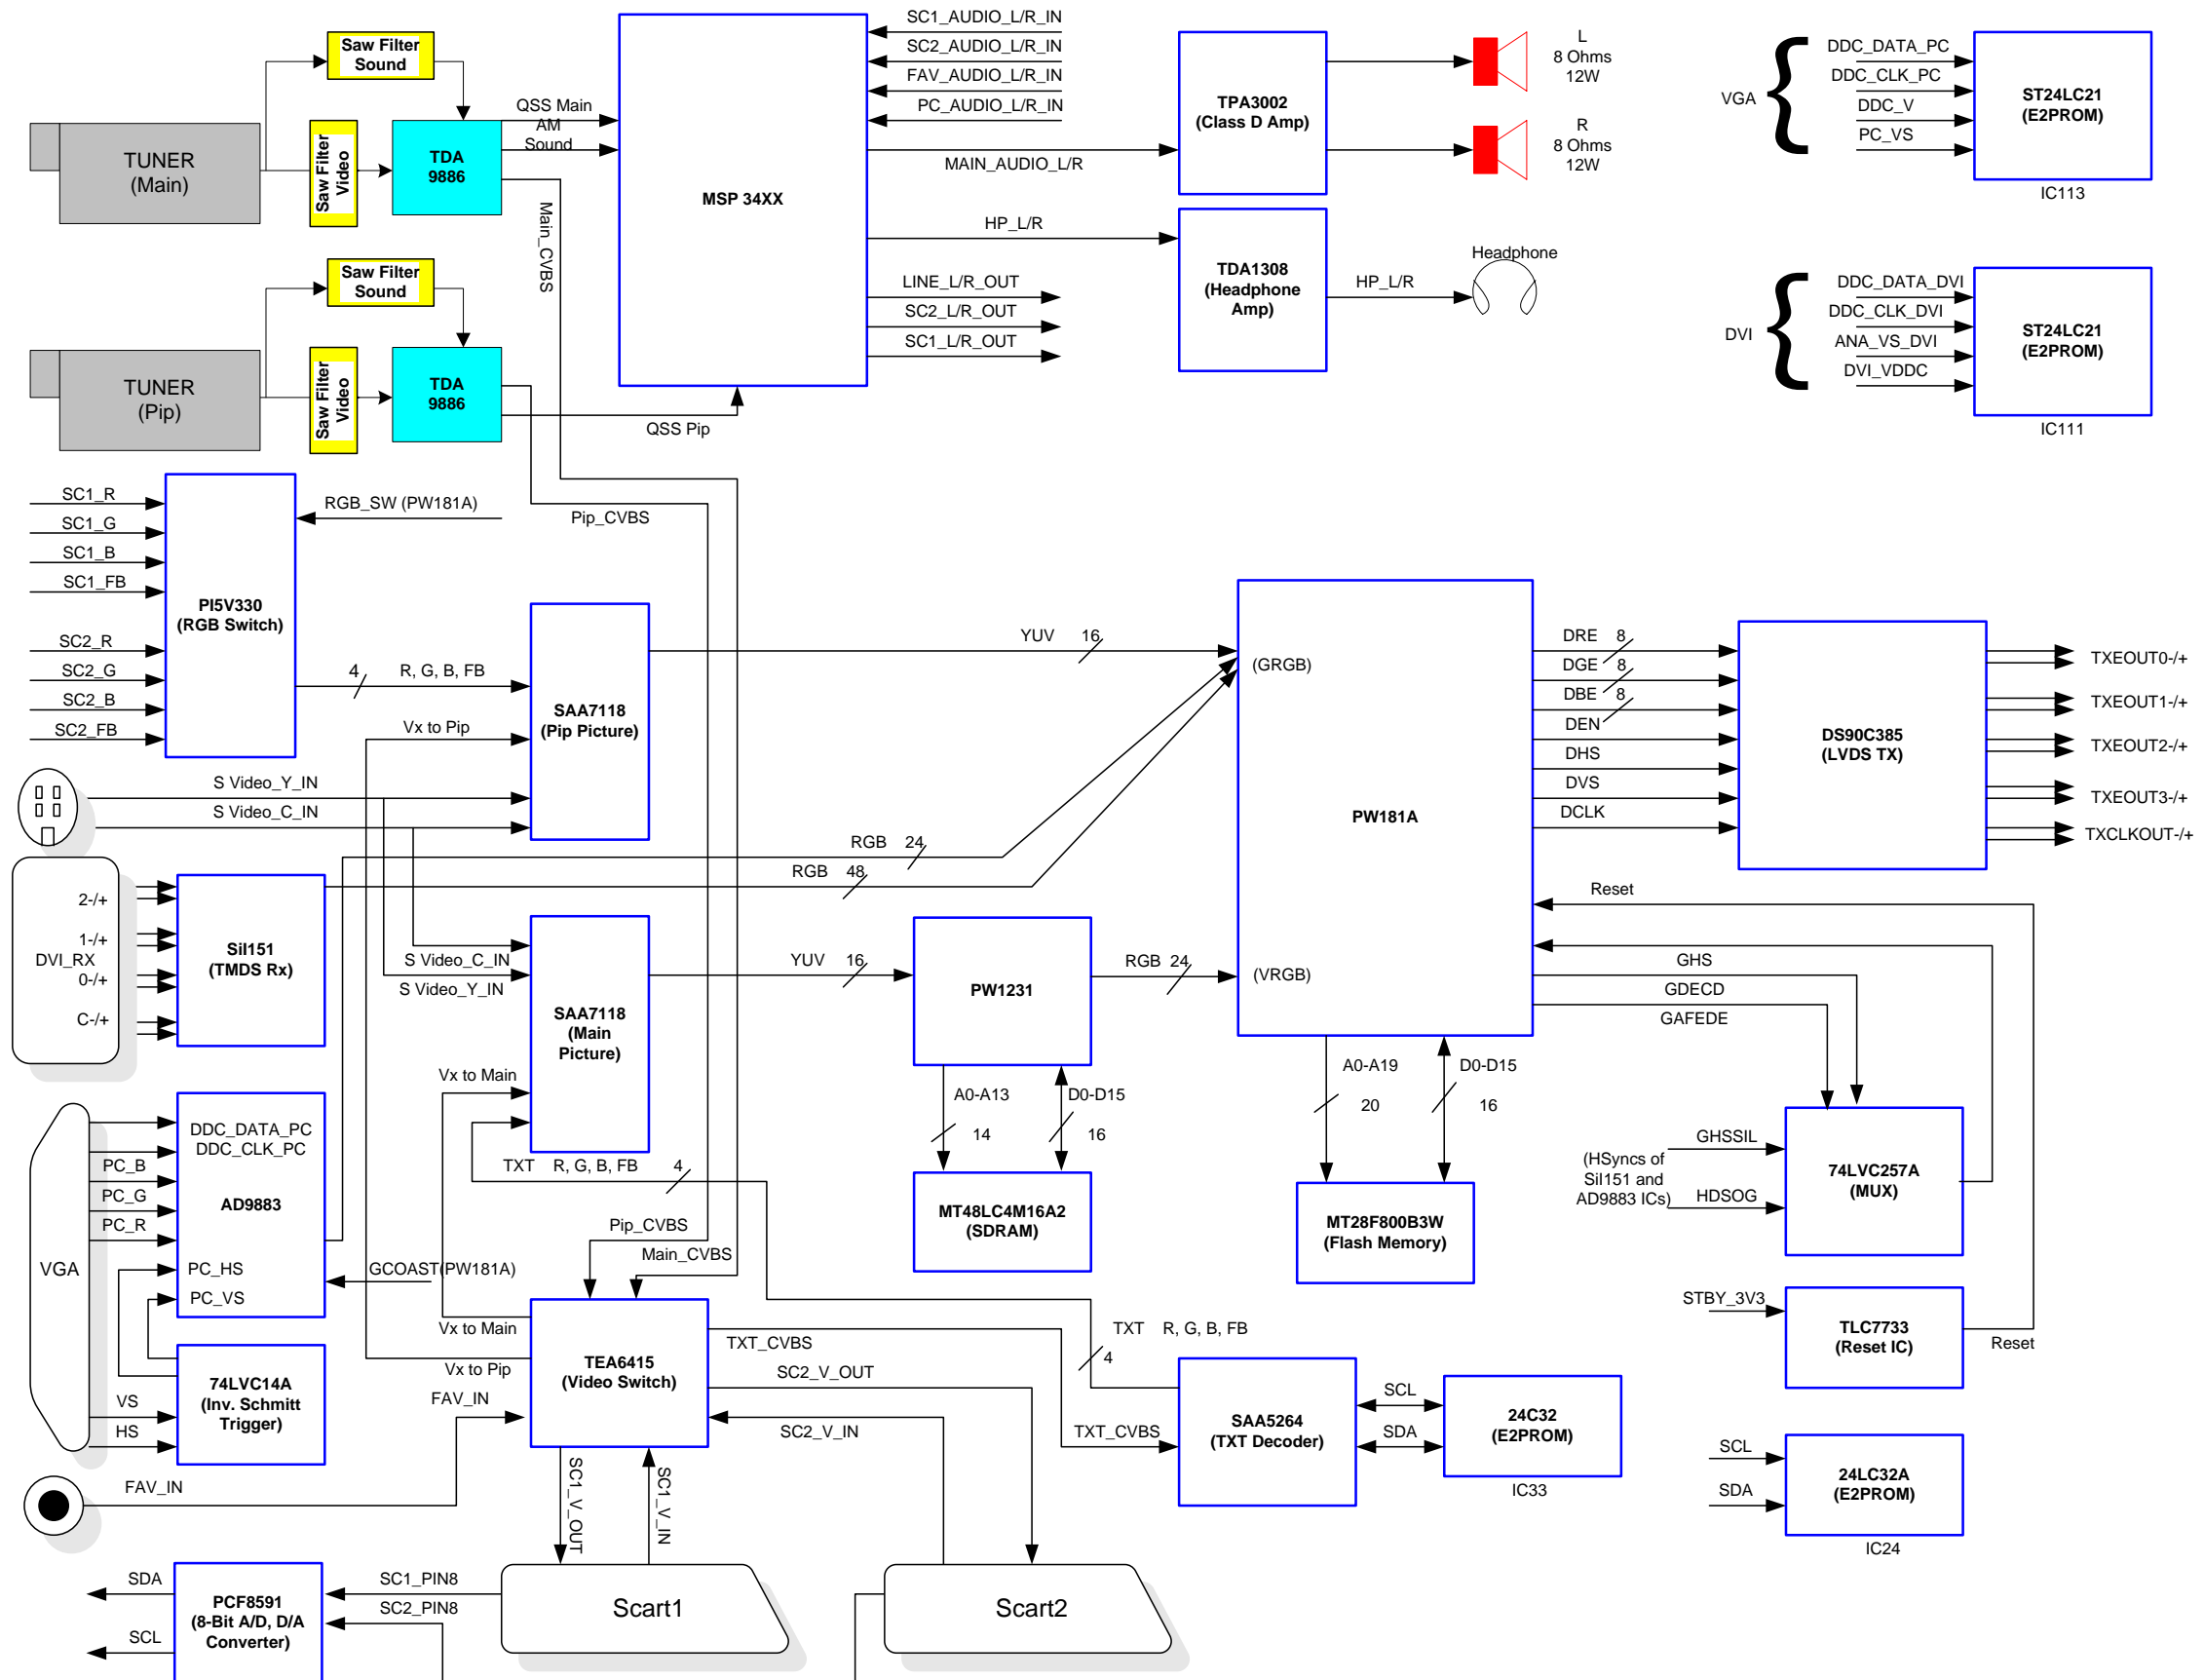 Saw Filter
Sound
TUNER
(Main)
Saw Filter
Video
TDA
9886
QSS Main
AM
Sound
Main_CVBS
MSP 34XX
SC1_AUDIO_L/R_IN
SC2_AUDIO_L/R_IN
FAV_AUDIO_L/R_IN
PC_AUDIO_L/R_IN
MAIN_AUDIO_L/R
HP_L/R
LINE_L/R_OUT
SC2_L/R_OUT
SC1_L/R_OUT
TPA3002
(Class D Amp)
L
8 Ohms
12W
R
8 Ohms
12W
TDA1308
(Headphone
Amp)
HP_L/R
Headphone
VGA
DDC_DATA_PC
DDC_CLK_PC
DDC_V
PC_VS
ST24LC21
(E2PROM)
IC113
DVI
DDC_DATA_DVI
DDC_CLK_DVI
ANA_VS_DVI
DVI_VDDC
ST24LC21
(E2PROM)
IC111
Saw Filter
Sound
TUNER
(Pip)
Saw Filter
Video
TDA
9886
QSS Pip
Pip_CVBS
SC1_R
SC1_G
SC1_B
SC1_FB
SC2_R
SC2_G
SC2_B
SC2_FB
PI5V330
(RGB Switch)
RGB_SW (PW181A)
4 R, G, B, FB
Vx to Pip
S Video_Y_IN
S Video_C_IN
SAA7118
(Pip Picture)
YUV 16
RGB 24
RGB 48
(GRGB)
PW181A
(VRGB)
DRE 8
DGE 8
DBE 8
DEN
DHS
DVS
DCLK
DS90C385
(LVDS TX)
TXEOUT0-/+
TXEOUT1-/+
TXEOUT2-/+
TXEOUT3-/+
TXCLKOUT-/+
Reset
GHS
GDECD
GAFEDE
DVI_RX
2-/+
1-/+
0-/+
C-/+
Sil151
(TMDS Rx)
S Video_C_IN
S Video_Y_IN
SAA7118
(Main
Picture)
YUV 16
PW1231
RGB 24
Vx to Main
TXT R, G, B, FB 4
A0-A13
14
D0-D15
16
MT48LC4M16A2
(SDRAM)
A0-A19
20
D0-D15
16
MT28F800B3W
(Flash Memory)
(HSyncs of
Sil151 and
AD9883 ICs)
GHSSIL
HDSOG
74LVC257A
(MUX)
VGA
PC_B
PC_G
PC_R
DDC_DATA_PC
DDC_CLK_PC
AD9883
PC_HS
PC_VS
GCOAST(PW181A)
Pip_CVBS
Main_CVBS
Vx to Main
Vx to Pip
FAV_IN
TEA6415
(Video Switch)
TXT_CVBS
SC2_V_OUT
SC2_V_IN
TXT R, G, B, FB
4
TXT_CVBS
SAA5264
(TXT Decoder)
SCL
SDA
24C32
(E2PROM)
IC33
STBY_3V3
TLC7733
(Reset IC)
Reset
SCL
SDA
24LC32A
(E2PROM)
IC24
VS
HS
74LVC14A
(Inv. Schmitt
Trigger)
FAV_IN
SC1_V_OUT
SC1_V_IN
SDA
SCL
PCF8591
(8-Bit A/D, D/A
Converter)
SC1_PIN8
SC2_PIN8
Scart1
Scart2